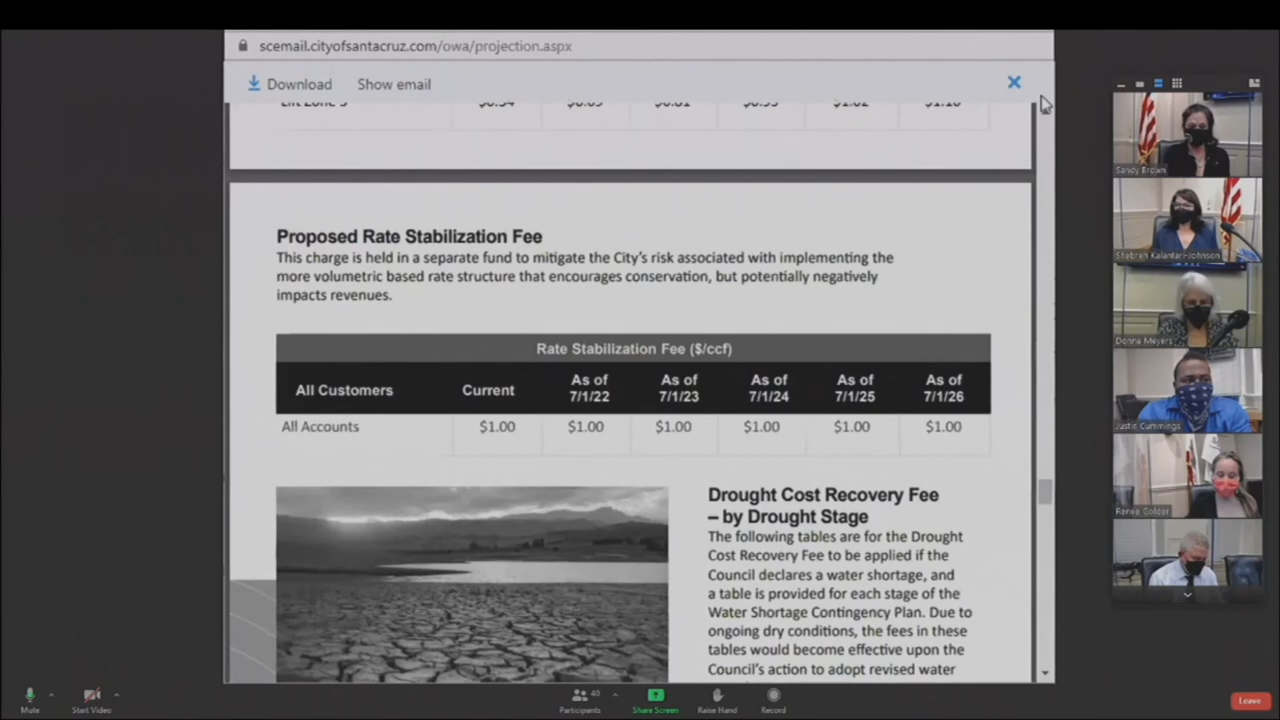 scemail.cityofsantacruz.com/owa/projection.aspx
Download Show email
Proposed Rate Stabilization Fee
This charge is held in a separate fund to mitigate the City's risk associated with implementing the
more volumetric based rate structure that encourages conservation, but potentially negatively
impacts revenues.
Rate Stabilization Fee ($/ccf)
All Customers Current As of 7/1/22 As of 7/1/23 As of 7/1/24 As of 7/1/25 As of 7/1/26
All Accounts $1.00 $1.00 $1.00 $1.00 $1.00 $1.00
Drought Cost Recovery Fee
– by Drought Stage
The following tables are for the Drought
Cost Recovery Fee to be applied if the
Council declares a water shortage, and
a table is provided for each stage of the
Water Shortage Contingency Plan. Due to
ongoing dry conditions, the fees in these
tables would become effective upon the
Council's action to adopt revised water
Sandy Brown
Shebreh Kalantari-Johnson
Donna Meyers
Justin Cummings
Renee Golder
Mute Start Video 40 Participants Share Screen Raise Hand Record Leave